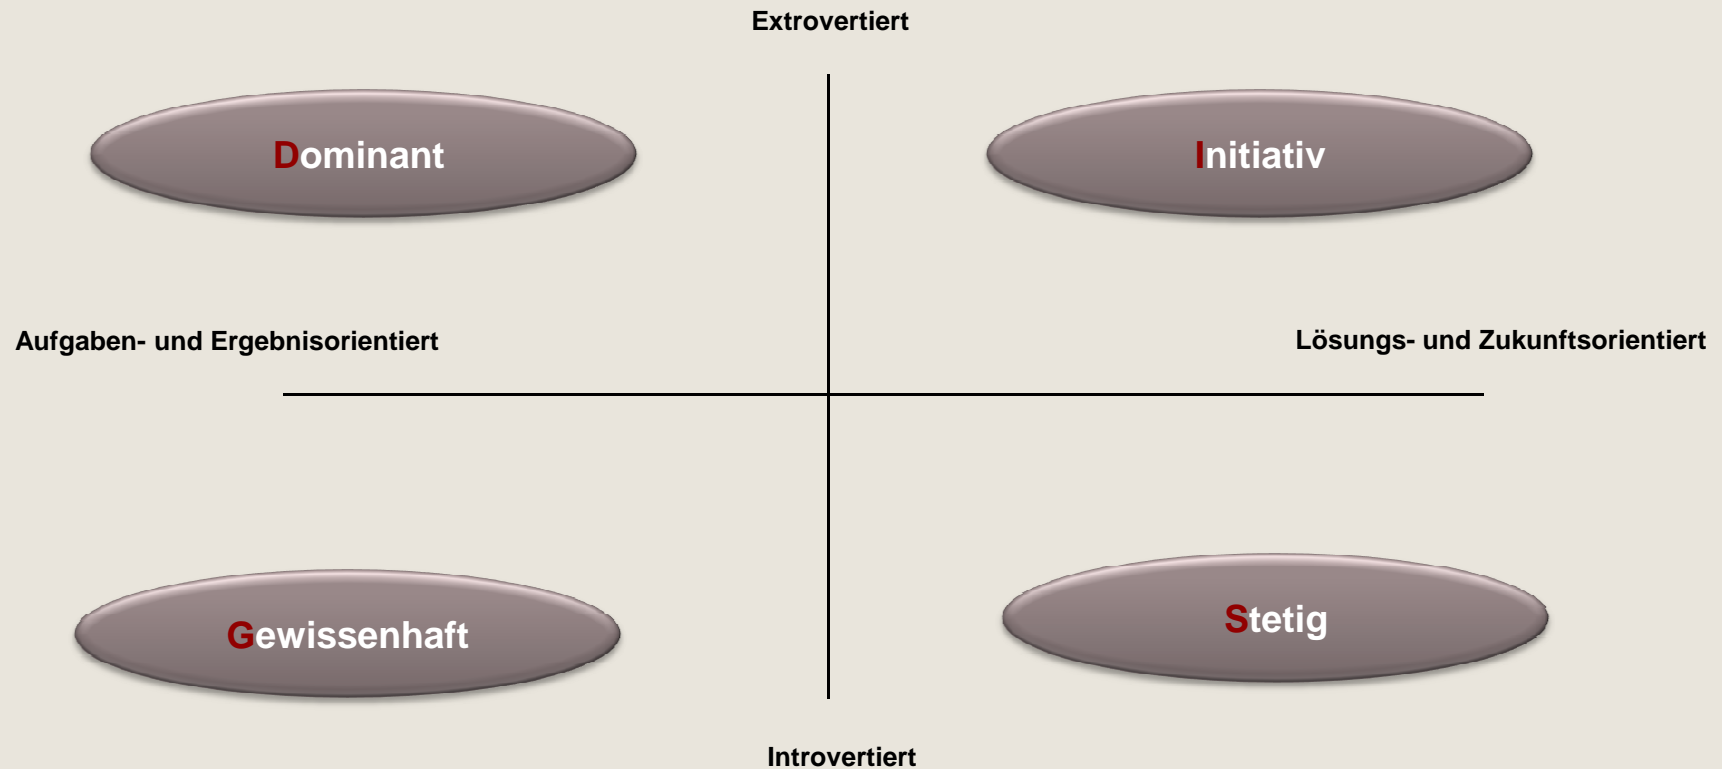 Extrovertiert
Dominant
Initiativ
Aufgaben- und Ergebnisorientiert
Lösungs- und Zukunftsorientiert
Gewissenhaft
Stetig
Introvertiert